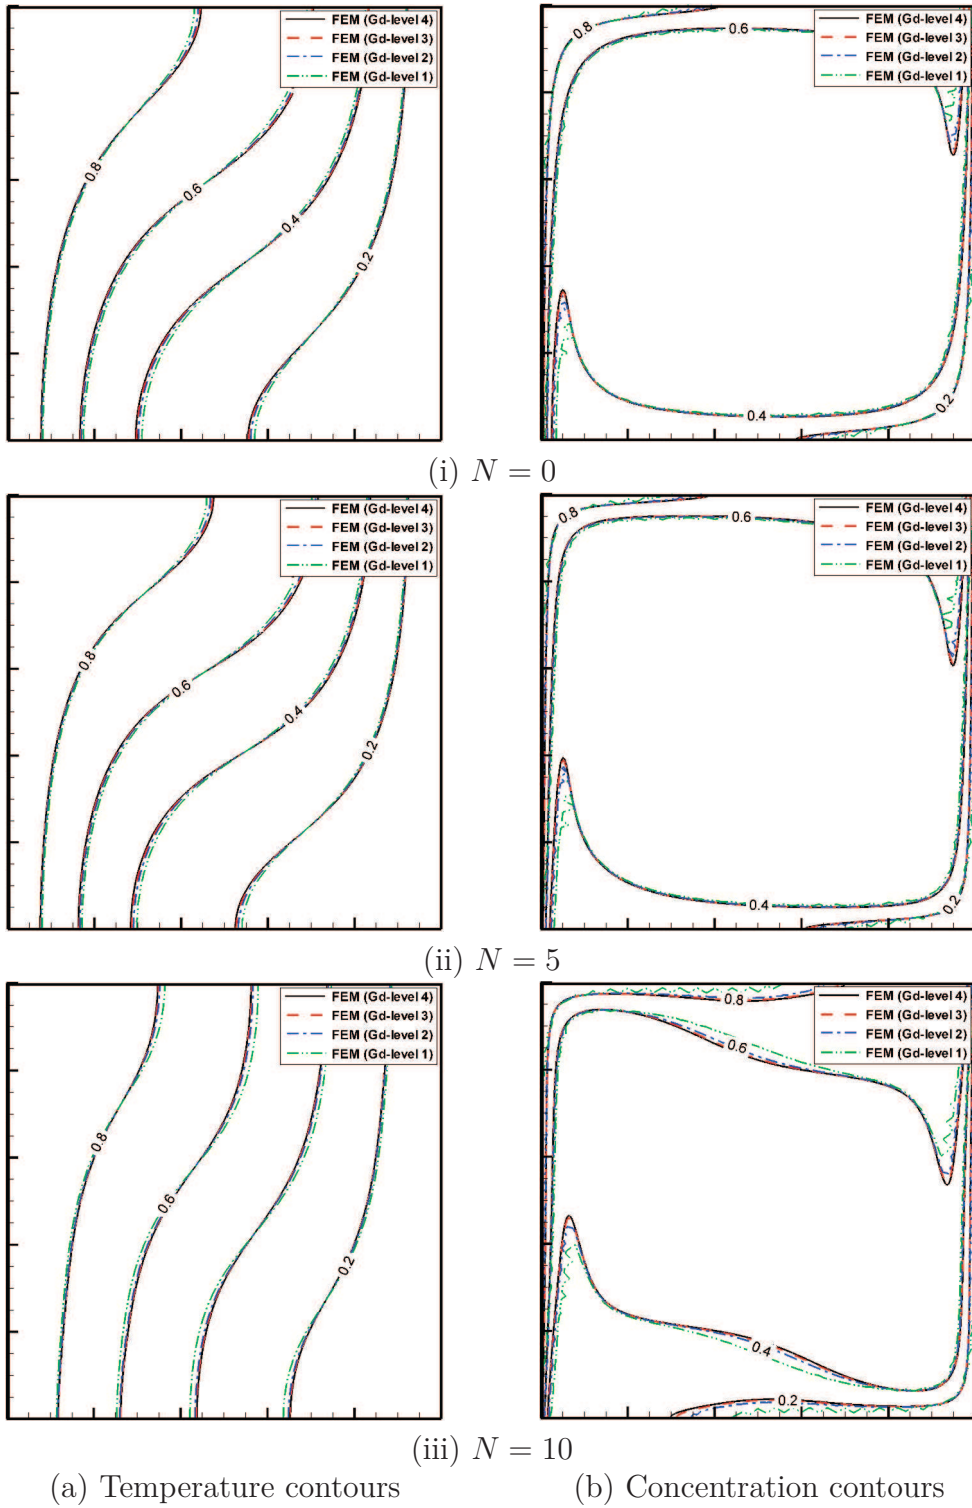 FEM (Gd-level 4)
FEM (Gd-level 3)
FEM (Gd-level 2)
FEM (Gd-level 1)
0.8
0.6
0.4
0.2
FEM (Gd-level 4)
FEM (Gd-level 3)
FEM (Gd-level 2)
FEM (Gd-level 1)
0.8
0.6
0.4
0.2
(i) N = 0
FEM (Gd-level 4)
FEM (Gd-level 3)
FEM (Gd-level 2)
FEM (Gd-level 1)
0.8
0.6
0.4
0.2
FEM (Gd-level 4)
FEM (Gd-level 3)
FEM (Gd-level 2)
FEM (Gd-level 1)
0.8
0.6
0.4
0.2
(ii) N = 5
FEM (Gd-level 4)
FEM (Gd-level 3)
FEM (Gd-level 2)
FEM (Gd-level 1)
0.8
0.6
0.2
FEM (Gd-level 4)
FEM (Gd-level 3)
FEM (Gd-level 2)
FEM (Gd-level 1)
0.8
0.6
0.4
0.2
(iii) N = 10
(a) Temperature contours
(b) Concentration contours